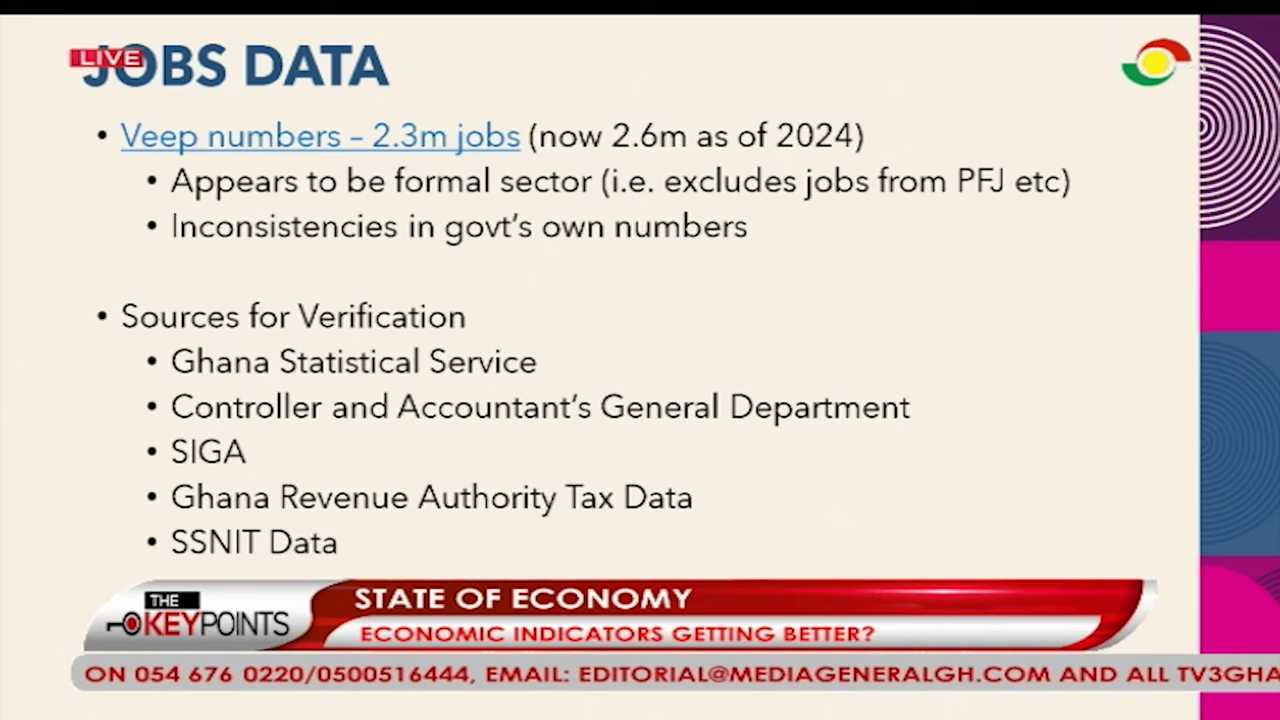 LIVE
JOBS DATA
• Veep numbers – 2.3m jobs (now 2.6m as of 2024)
• Appears to be formal sector (i.e. excludes jobs from PFJ etc)
• Inconsistencies in govt's own numbers
• Sources for Verification
• Ghana Statistical Service
• Controller and Accountant's General Department
• SIGA
• Ghana Revenue Authority Tax Data
• SSNIT Data
THE
KEYPOINTS
STATE OF ECONOMY
ECONOMIC INDICATORS GETTING BETTER?
ON 054 676 0220/0500516444, EMAIL: EDITORIAL@MEDIAGENERALGH.COM AND ALL TV3GHA